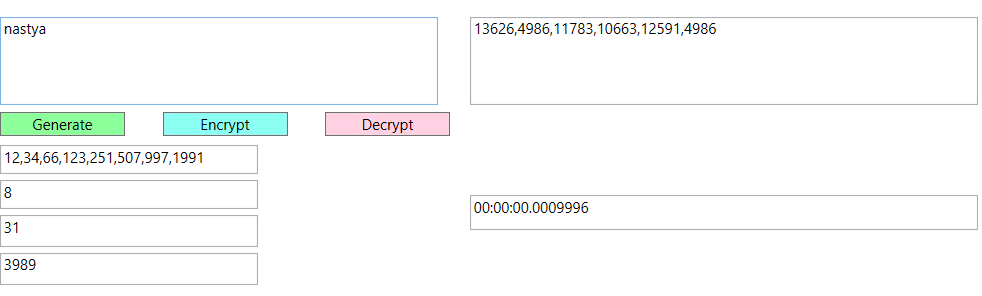 nastya
13626,4986,11783,10663,12591,4986
Generate
Encrypt
Decrypt
12,34,66,123,251,507,997,1991
8
00:00:00.0009996
31
3989